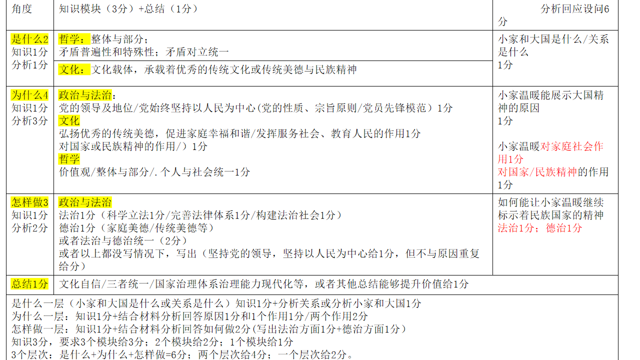 角度
知识模块（3分）+总结（1分）
分析回应设问6
分
是什么2
知识1分
分析1分
哲学：整体与部分；
矛盾普遍性和特殊性；矛盾对立统一
文化：文化载体，承载着优秀的传统文化或传统美德与民族精神
小家和大国是什么/关系
是什么
1分
为什么4
知识1分
分析3分
政治与法治：
党的领导及地位/党始终坚持以人民为中心(党的性质、宗旨原则/党员先锋模范）1分
文化
弘扬优秀的传统美德，促进家庭幸福和谐/发挥服务社会、教育人民的作用1分
对国家或民族精神的作用/）1分
哲学
价值观/整体与部分/.个人与社会统一1分
小家温暖能展示大国精
神的原因
1分
小家温暖对家庭社会作
用1分
对国家/民族精神的作用
1分
怎样做3
知识1分
分析2分
政治与法治
法治1分（科学立法1分/完善法律体系1分/构建法治社会1分）
德治1分（家庭美德/传统美德等）
或者法治与德治统一（2分）
或者以上都没写情况下，写出（坚持党的领导，坚持以人民为中心给1分，但不与原因重复
给分）
如何能让小家温暖继续
标示着民族国家的精神
法治1分；德治1分
总结1分
文化自信/三者统一/国家治理体系治理能力现代化等，或者其他总结能够提升价值给1分
是什么一层（小家和大国是什么或关系是什么）知识1分+分析关系或分析小家和大国1分
为什么一层：知识1分+结合材料分析回答原因1分和1个作用1分/两个作用2分
怎样做一层：知识1分+结合材料分析回答如何做2分(写出法治方面1分+德治方面1分）
知识3分，要求3个模块给3分；2个模块给2分；1个模块给1分
3个层次：是什么+为什么+怎样做=6分；两个层次给4分；一个层次给2分。